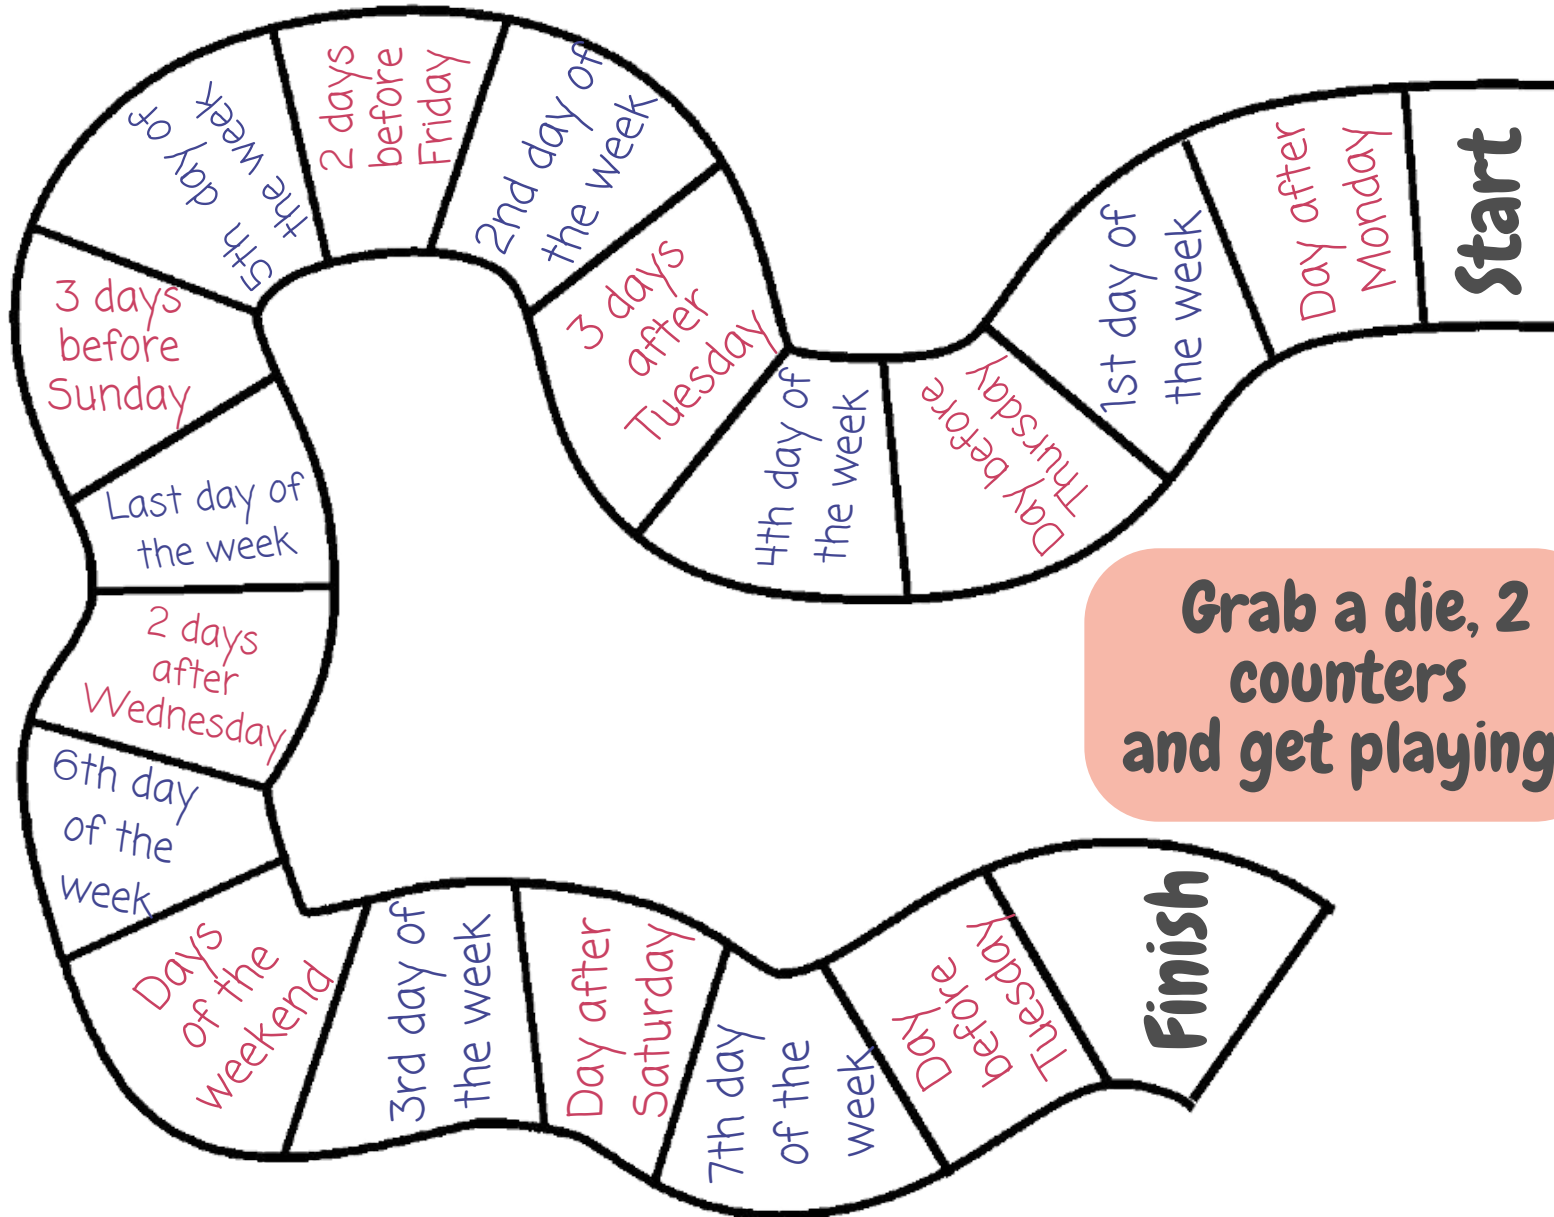 Start
Day after
Monday
1st day of
the week
Day before
Thursday
4th day of
the week
3 days
after
Tuesday
2nd day of
the week
2 days
before
Friday
5th day of
the week
3 days
before
Sunday
Last day of
the week
2 days
after
Wednesday
6th day
of the
week
Days
of the
weekend
3rd day of
the week
Day after
Saturday
7th day
of the
week
Day
before
Tuesday
Finish
Grab a die, 2
counters
and get playing